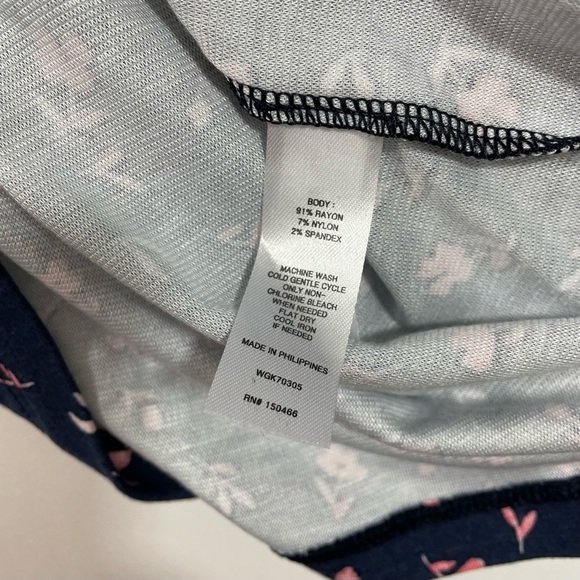 BODY :
91% RAYON
7% NYLON
2% SPANDEX
MACHINE WASH
COLD GENTLE CYCLE
ONLY NON-
CHLORINE BLEACH
WHEN NEEDED
FLAT DRY
COOL IRON
IF NEEDED
MADE IN PHILIPPINES
WGK70305
RN# 150466